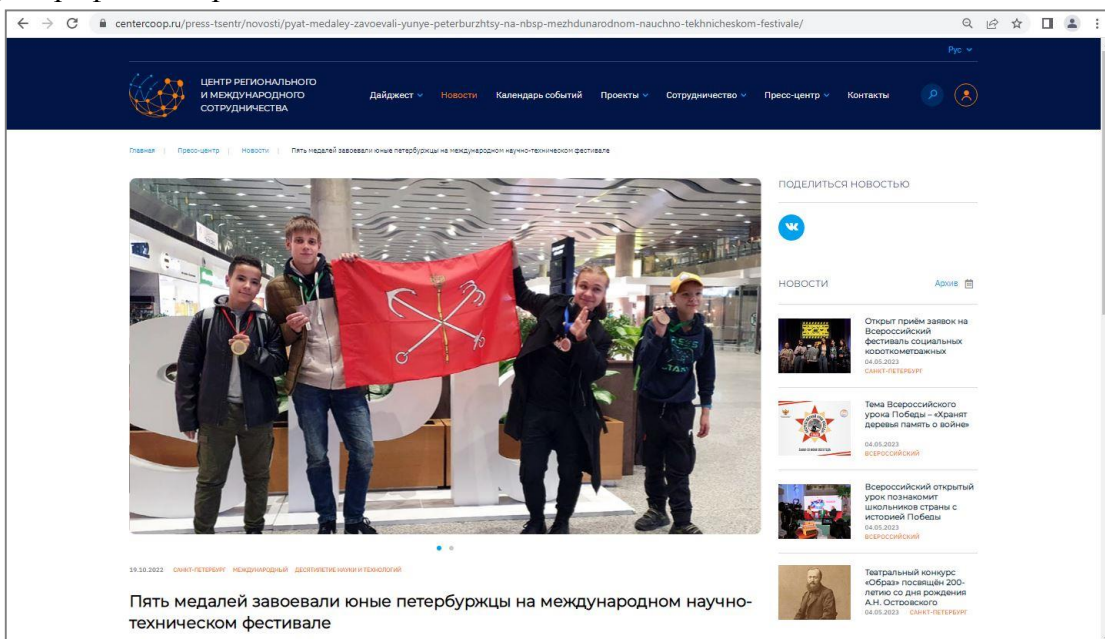 centercoop.ru/press-tsentr/novosti/pyat-medaley-zavoevali-yunye-peterburzhtsy-na-nbsp-mezhdunarodnom-nauchno-tekhnicheskom-festivale/
Рус
ЦЕНТР РЕГИОНАЛЬНОГО
И МЕЖДУНАРОДНОГО
СОТРУДНИЧЕСТВА
Дайджест Новости Календарь событий Проекты Сотрудничество Пресс-центр Контакты
Главная | Пресс-центр | Новости | Пять медалей завоевали юные петербуржцы на международном научно-техническом фестивале
ПОДЕЛИТЬСЯ НОВОСТЬЮ
НОВОСТИ Архив
Открыт приём заявок на
Всероссийский
фестиваль социальных
короткометражных
04.05.2023
САНКТ-ПЕТЕРБУРГ
Тема Всероссийского
урока Победы – «Хранят
деревья память о войне»
04.05.2023
ВСЕРОССИЙСКИЙ
Всероссийский открытый
урок познакомит
школьников страны с
историей Победы
04.05.2023
ВСЕРОССИЙСКИЙ
Театральный конкурс
«Образ» посвящён 200-
летию со дня рождения
А.Н. Островского
04.05.2023 САНКТ-ПЕТЕРБУРГ
19.10.2022 САНКТ-ПЕТЕРБУРГ МЕЖДУНАРОДНЫЙ ДЕСЯТИЛЕТИЕ НАУКИ И ТЕХНОЛОГИЙ
Пять медалей завоевали юные петербуржцы на международном научно-
техническом фестивале